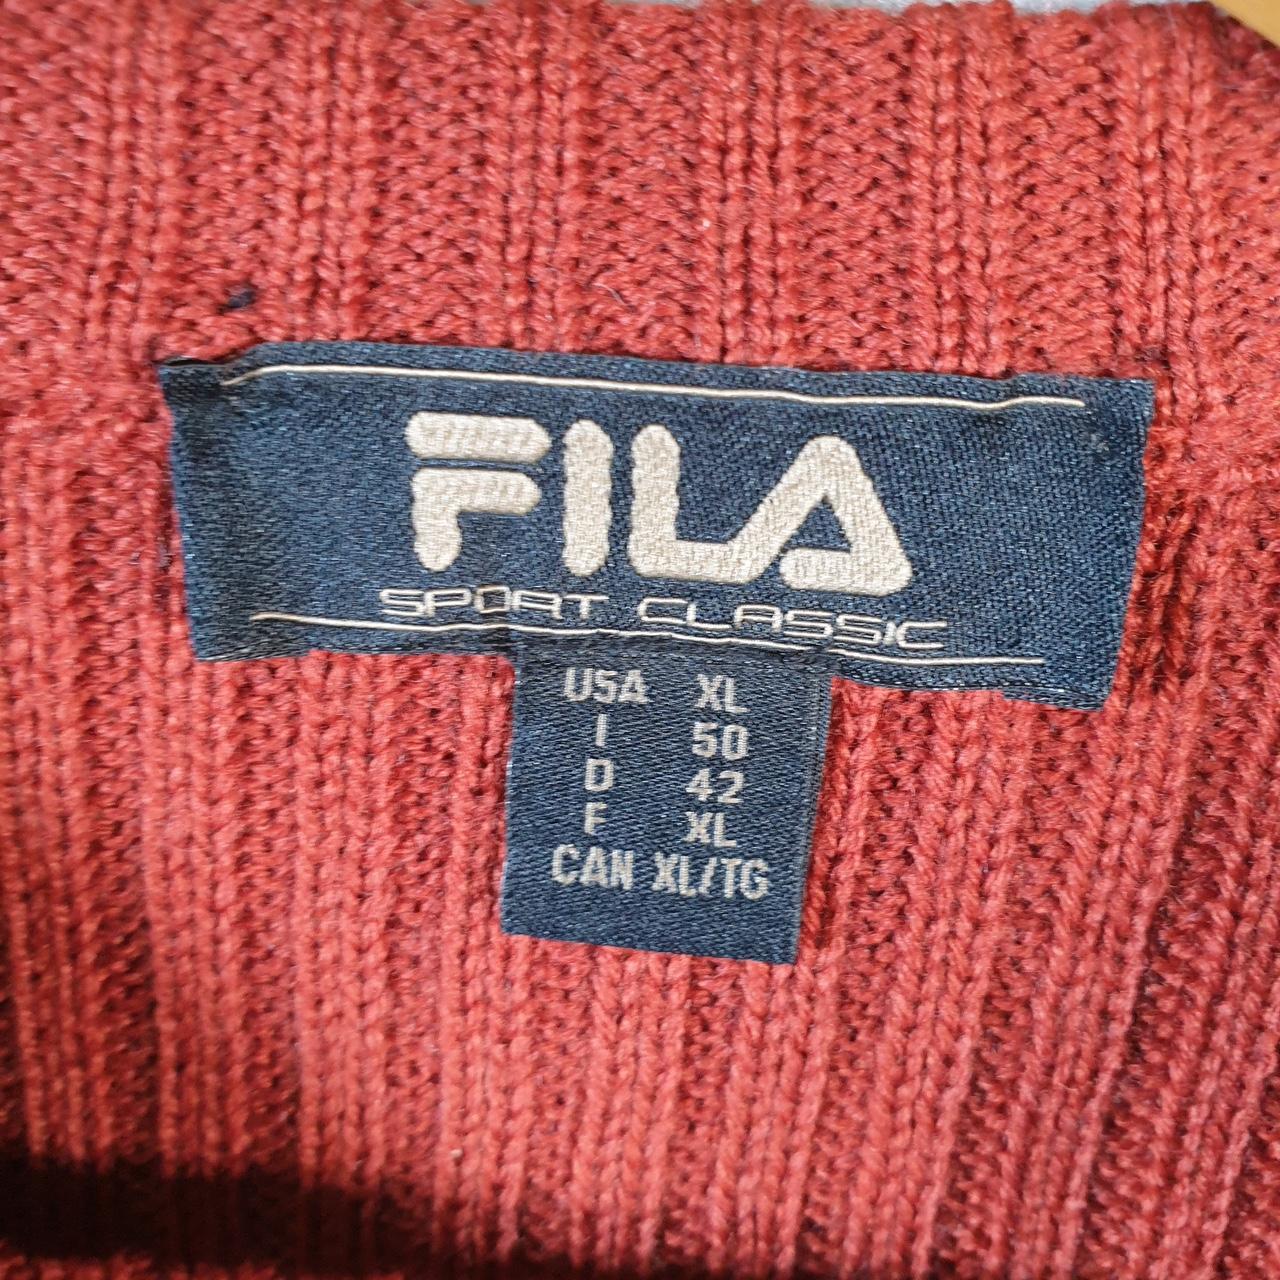 FILA
SPORT CLASSIC
USA XL
I 50
D 42
F XL
CAN XL/TG